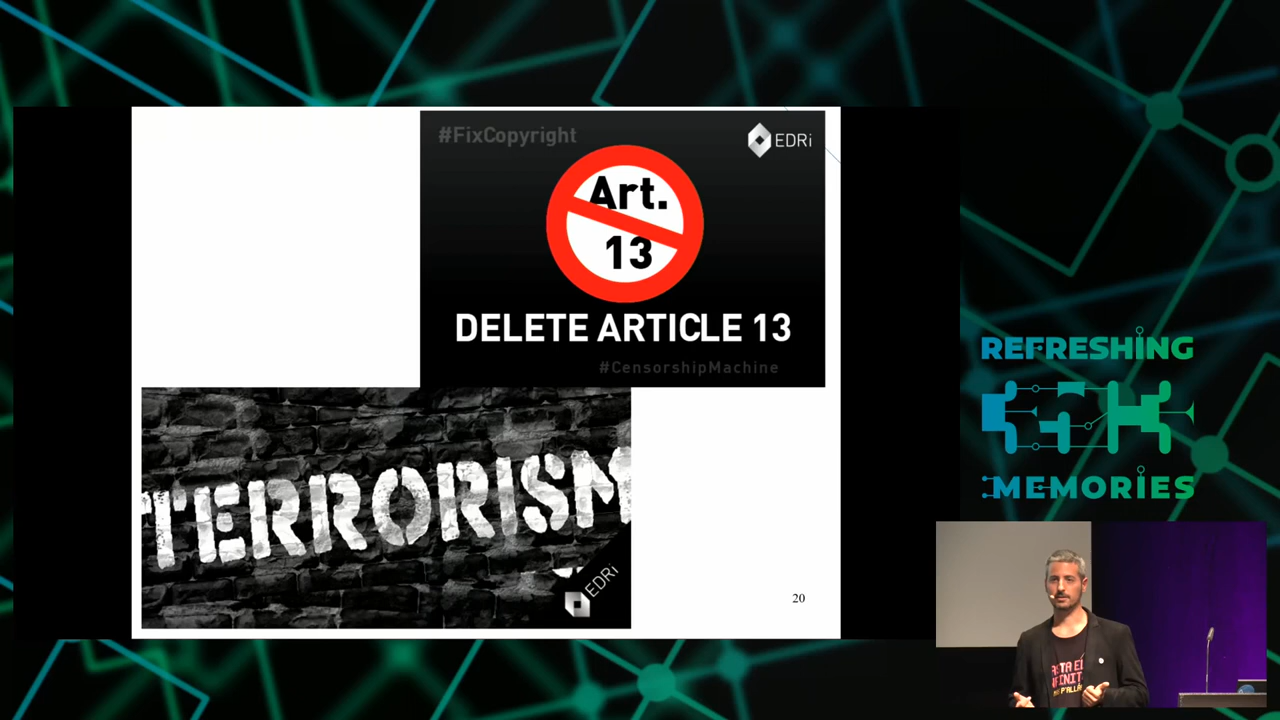 #FixCopyright
EDRi
Art.
13
DELETE ARTICLE 13
#CensorshipMachine
TERRORISM
EDRi
20
REFRESHING
MEMORIES